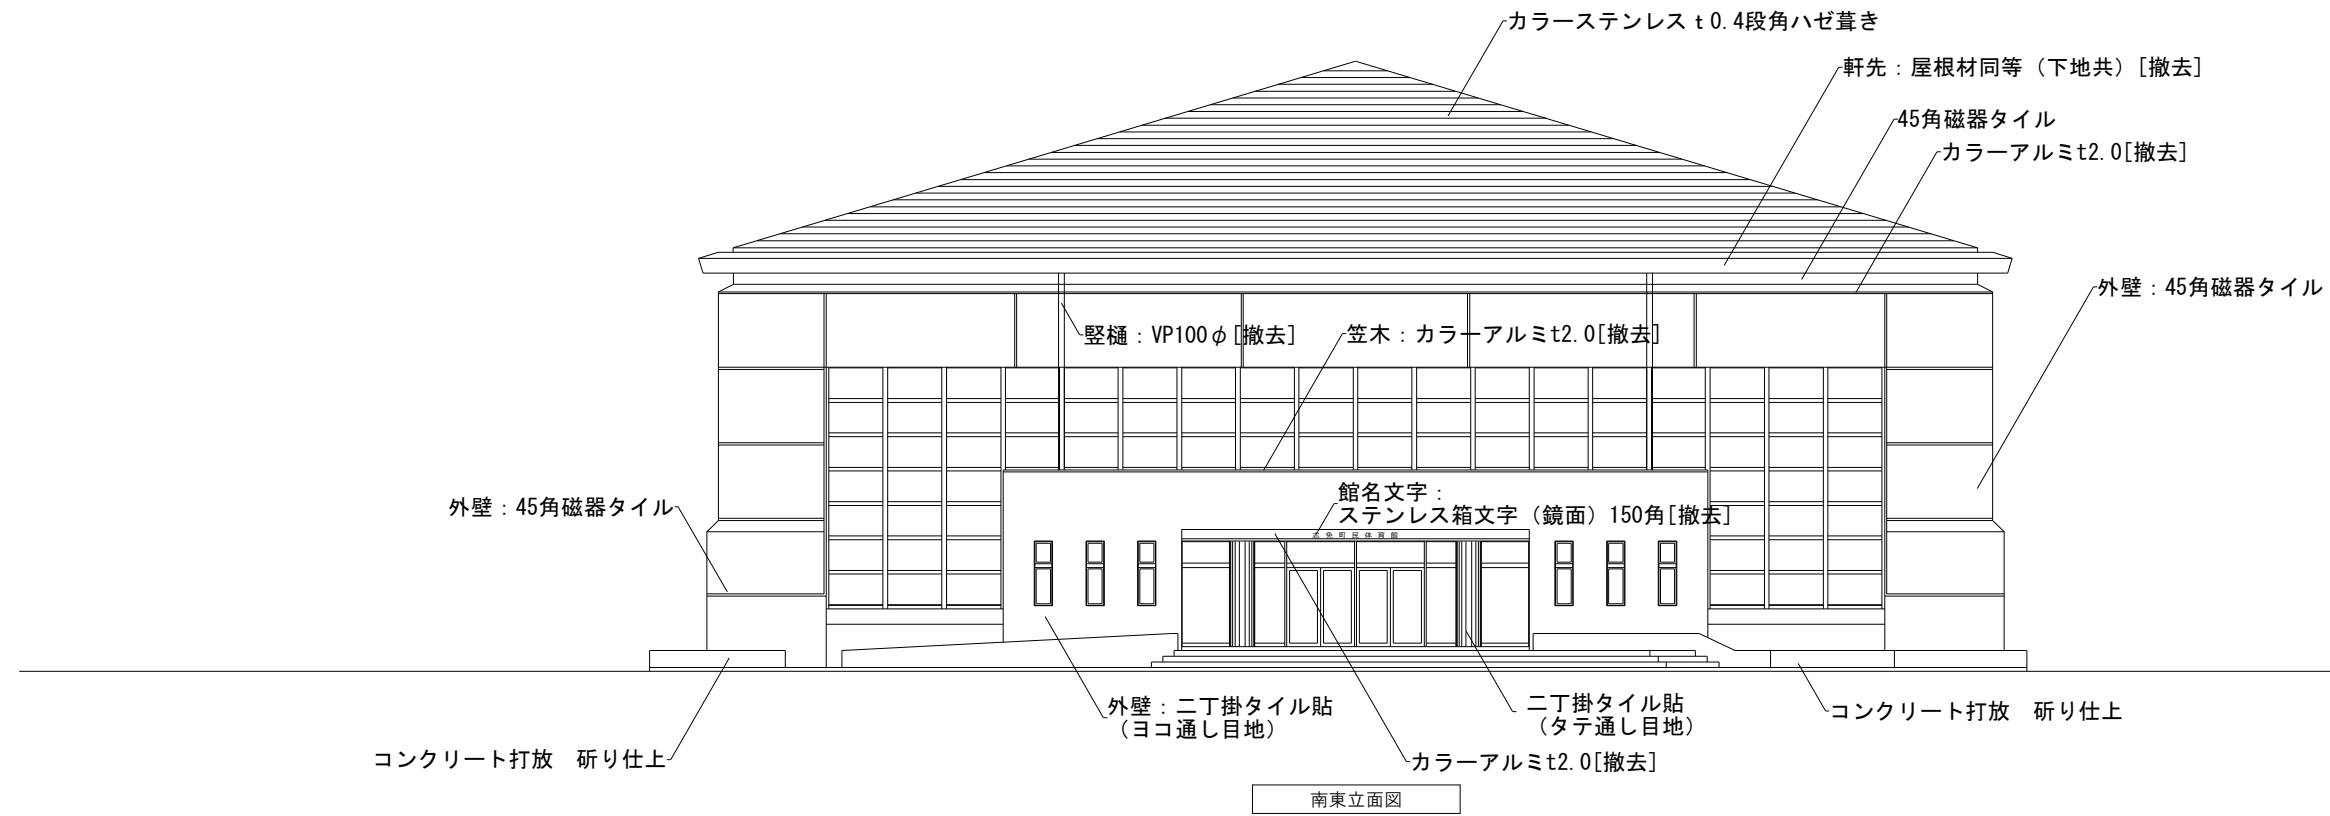 カラーステンレスｔ0.4段角ハゼ葺き
軒先：屋根材同等（下地共）[撤去]
45角磁器タイル
カラーアルミt2.0[撤去]
外壁：45角磁器タイル
竪樋：VP100φ[撤去]
笠木：カラーアルミt2.0[撤去]
外壁：45角磁器タイル
館名文字：
ステンレス箱文字（鏡面）150角[撤去]
志免町民体育館
外壁：二丁掛タイル貼
（ヨコ通し目地）
二丁掛タイル貼
（タテ通し目地）
コンクリート打放　斫り仕上
コンクリート打放　斫り仕上
カラーアルミt2.0[撤去]
南東立面図